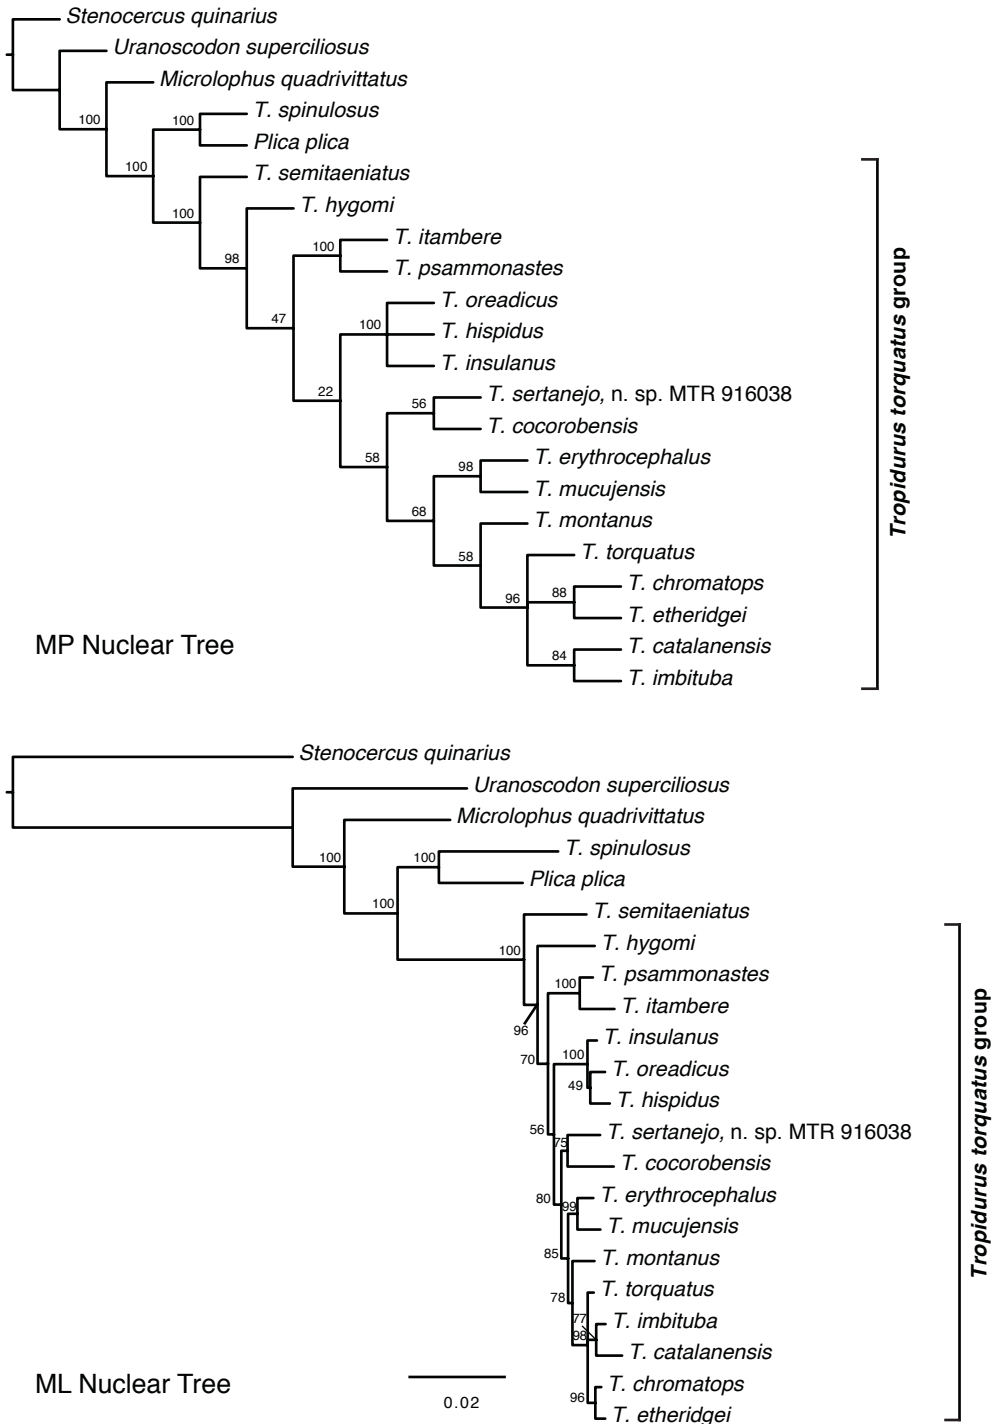 Stenocercus quinarius
Uranoscodon superciliosus
Microlophus quadrivittatus
100
T. spinulosus
100
Plica plica
100
T. semitaeniatus
100
T. hygomi
98
T. itambere
100
T. psammonastes
47
T. oreadicus
100
T. hispidus
T. insulanus
22
T. sertanejo, n. sp. MTR 916038
56
T. cocorobensis
58
T. erythrocephalus
98
T. mucujensis
68
T. montanus
58
T. torquatus
96
T. chromatops
88
T. etheridgei
T. catalanensis
84
T. imbituba
Tropidurus torquatus group
MP Nuclear Tree
Stenocercus quinarius
Uranoscodon superciliosus
Microlophus quadrivittatus
100
T. spinulosus
100
Plica plica
100
T. semitaeniatus
100
T. hygomi
96
T. psammonastes
100
T. itambere
70
T. insulanus
100
T. oreadicus
49
T. hispidus
56
T. sertanejo, n. sp. MTR 916038
75
T. cocorobensis
80
T. erythrocephalus
99
T. mucujensis
85
T. montanus
78
T. torquatus
77
T. imbituba
98
T. catalanensis
T. chromatops
96
T. etheridgei
Tropidurus torquatus group
ML Nuclear Tree
0.02